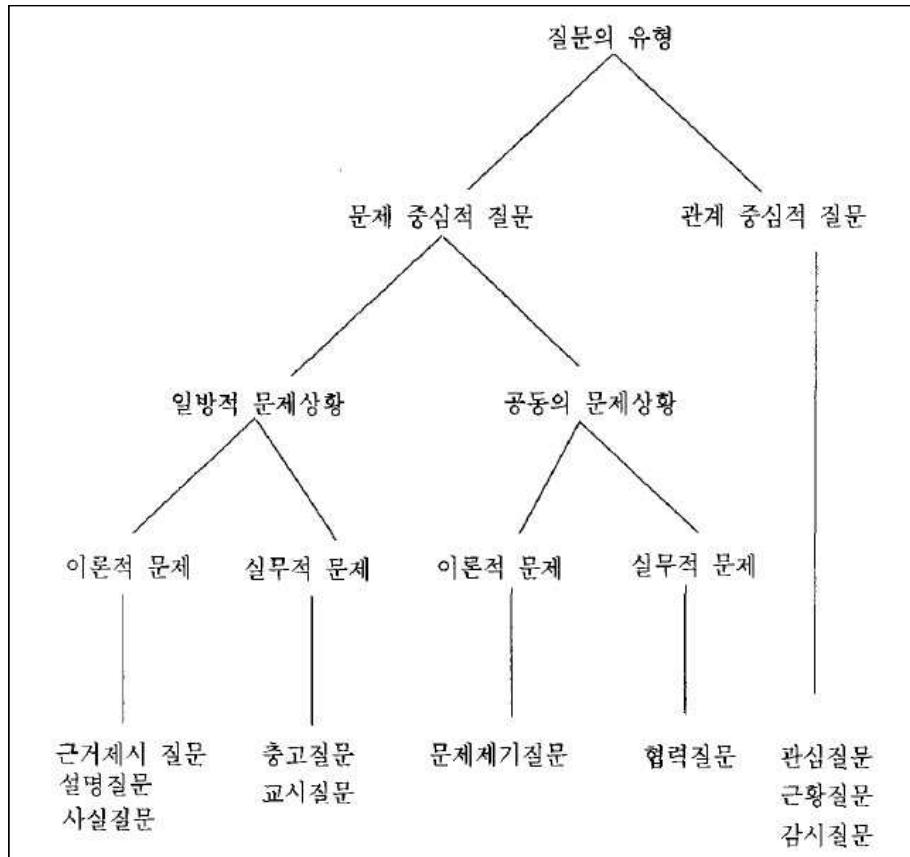 질문의 유형
문제 중심적 질문 관계 중심적 질문
일방적 문제상황 공동의 문제상황
이론적 문제 실무적 문제 이론적 문제 실무적 문제
근거제시 질문 충고질문 문제제기질문 협력질문 관심질문
설명질문 교시질문 근황질문
사실질문 감시질문